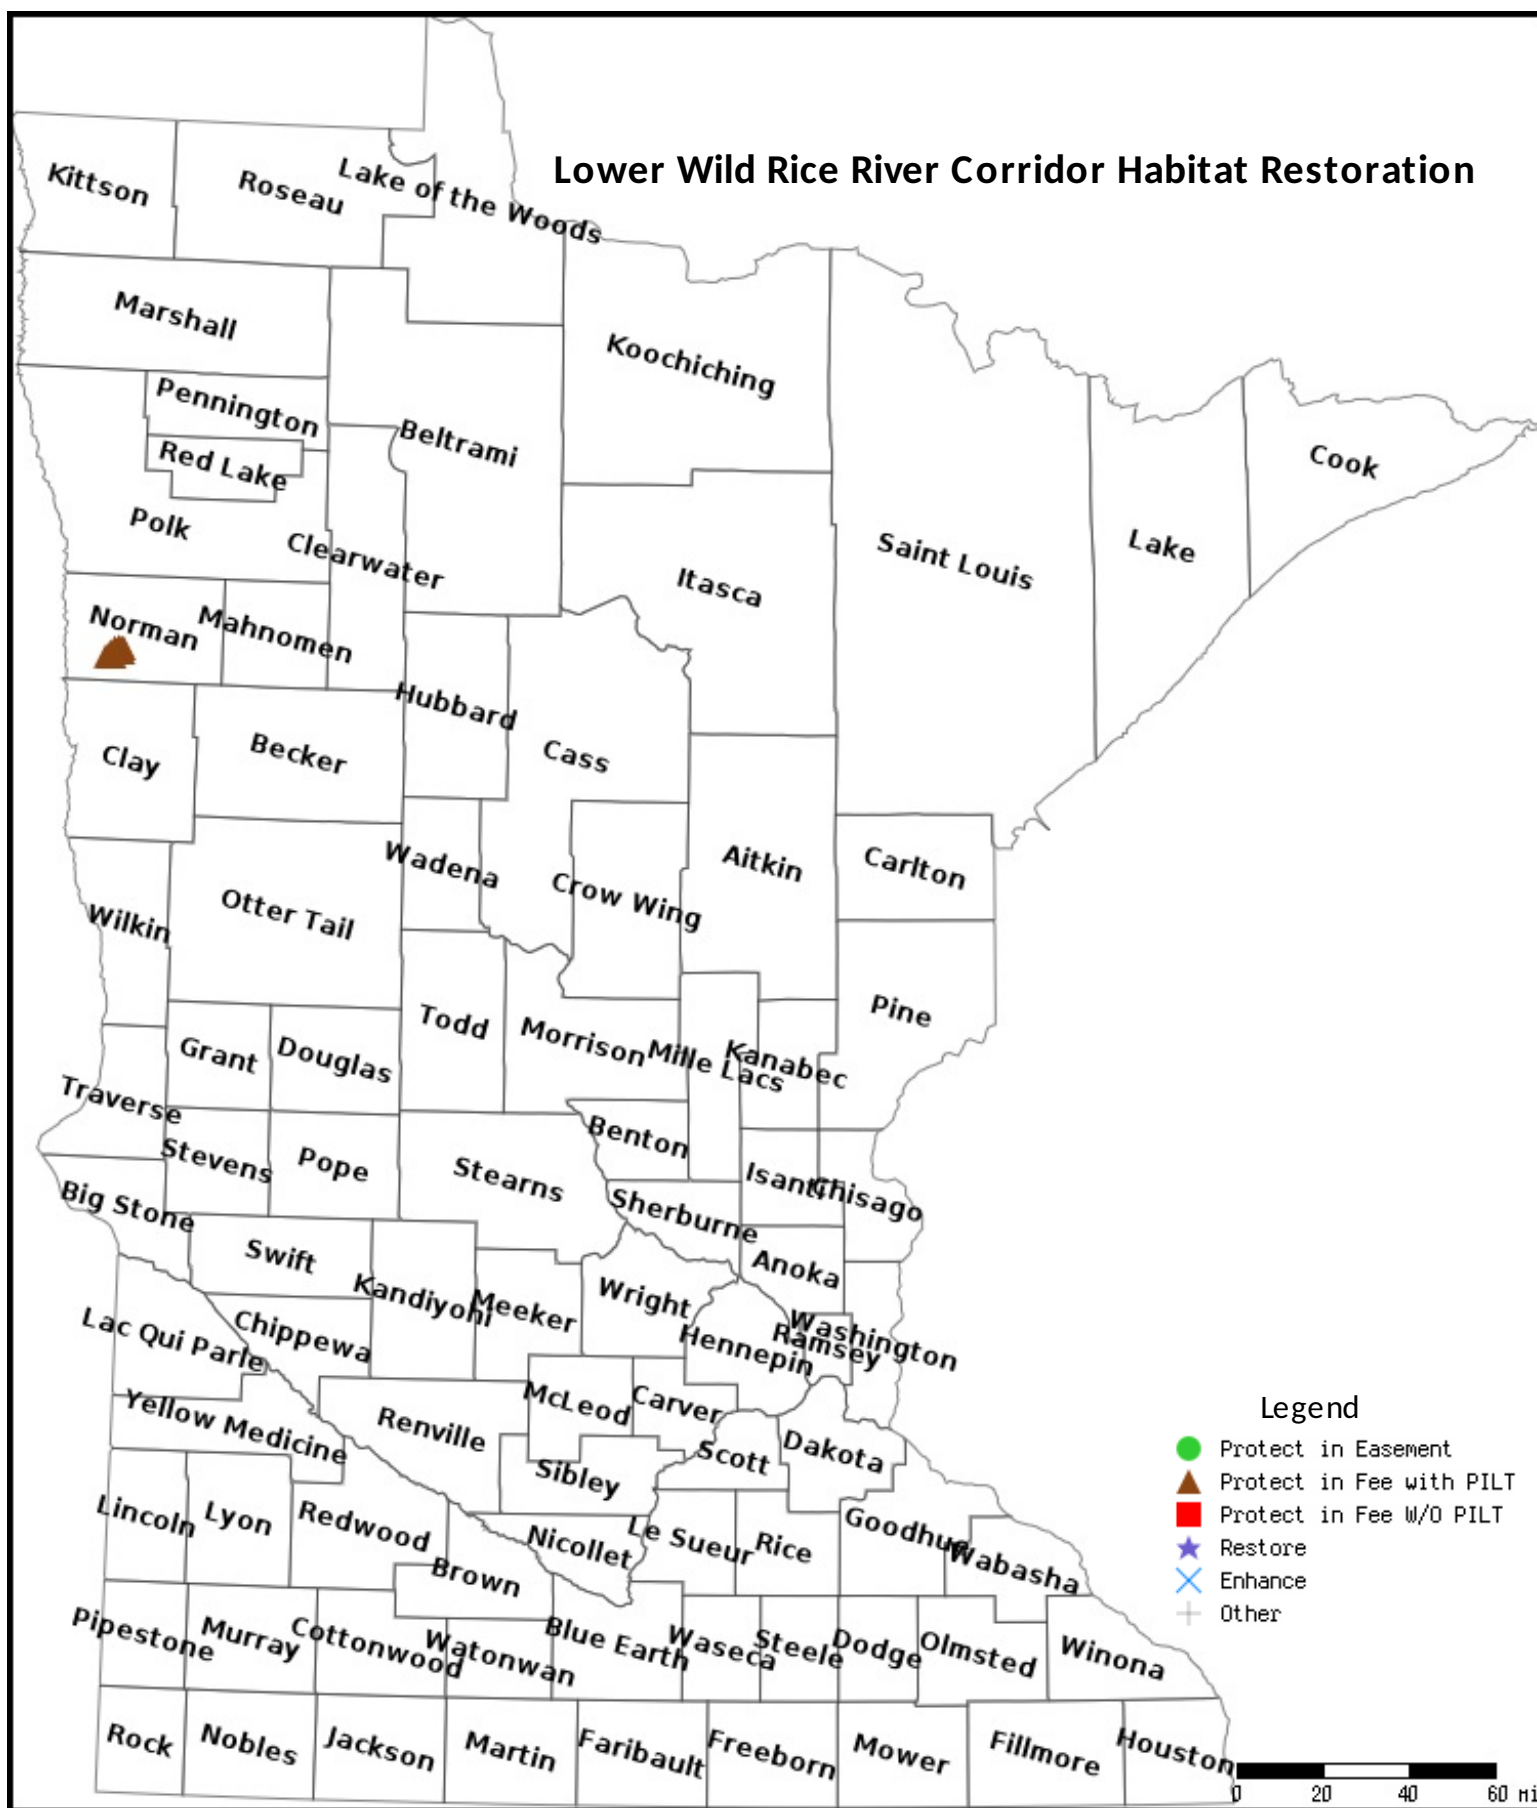 Lower Wild Rice River Corridor Habitat Restoration
Kittson
Roseau
Lake of the Woods
Marshall
Koochiching
Pennington
Beltrami
Red Lake
Cook
Polk
Clearwater
Saint Louis
Lake
Itasca
Norman
Mahnomen
Hubbard
Clay
Becker
Cass
Wadena
Aitkin
Carlton
Otter Tail
Crow Wing
Wilkin
Todd
Pine
Grant
Douglas
Morrison
Mille Lacs
Kanabec
Traverse
Benton
Stevens
Pope
Stearns
Isanti
Chisago
Big Stone
Sherburne
Swift
Anoka
Kandiyohi
Meeker
Wright
Lac Qui Parle
Chippewa
Hennepin
Ramsey
Washington
Yellow Medicine
Renville
McLeod
Carver
Scott
Dakota
Sibley
Lincoln
Lyon
Redwood
Nicollet
Le Sueur
Rice
Goodhue
Wabasha
Brown
Pipestone
Murray
Cottonwood
Watonwan
Blue Earth
Waseca
Steele
Dodge
Olmsted
Winona
Rock
Nobles
Jackson
Martin
Faribault
Freeborn
Mower
Fillmore
Houston
Legend
Protect in Easement
Protect in Fee with PILT
Protect in Fee W/O PILT
Restore
Enhance
Other
0 20 40 60 Mi